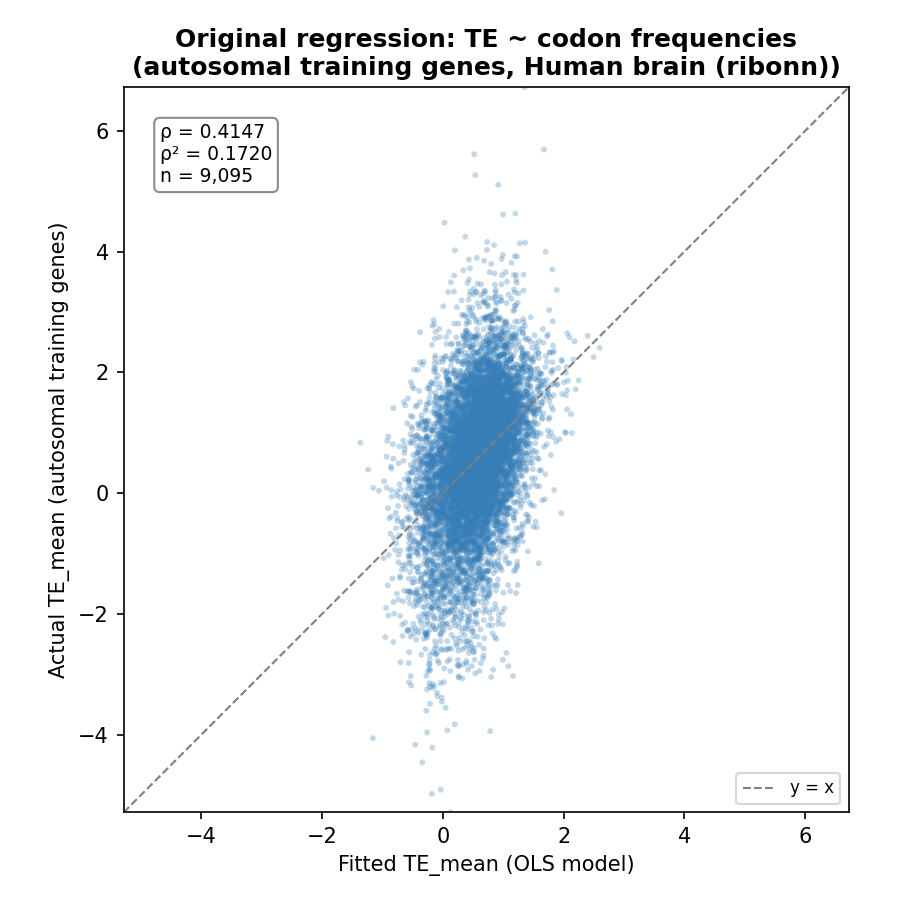 Original regression: TE ~ codon frequencies
(autosomal training genes, Human brain (ribonn))
ρ = 0.4147
ρ² = 0.1720
n = 9,095
Actual TE_mean (autosomal training genes)
6
4
2
0
−2
−4
y = x
−4
−2
0
2
4
6
Fitted TE_mean (OLS model)